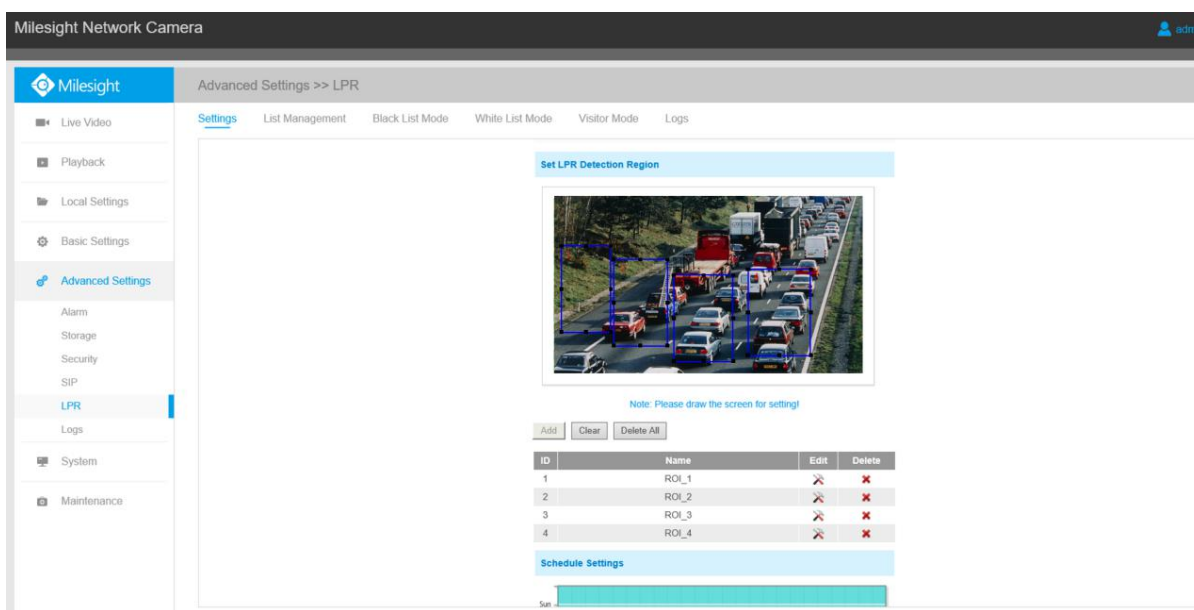 Milesight Network Camera
adm
Milesight
Advanced Settings >> LPR
Live Video
Playback
Local Settings
Basic Settings
Advanced Settings
Alarm
Storage
Security
SIP
LPR
Logs
System
Maintenance
Settings List Management Black List Mode White List Mode Visitor Mode Logs
Set LPR Detection Region
Note: Please draw the screen for setting!
Add Clear Delete All
ID Name Edit Delete
1 ROI_1
2 ROI_2
3 ROI_3
4 ROI_4
Schedule Settings
Sun